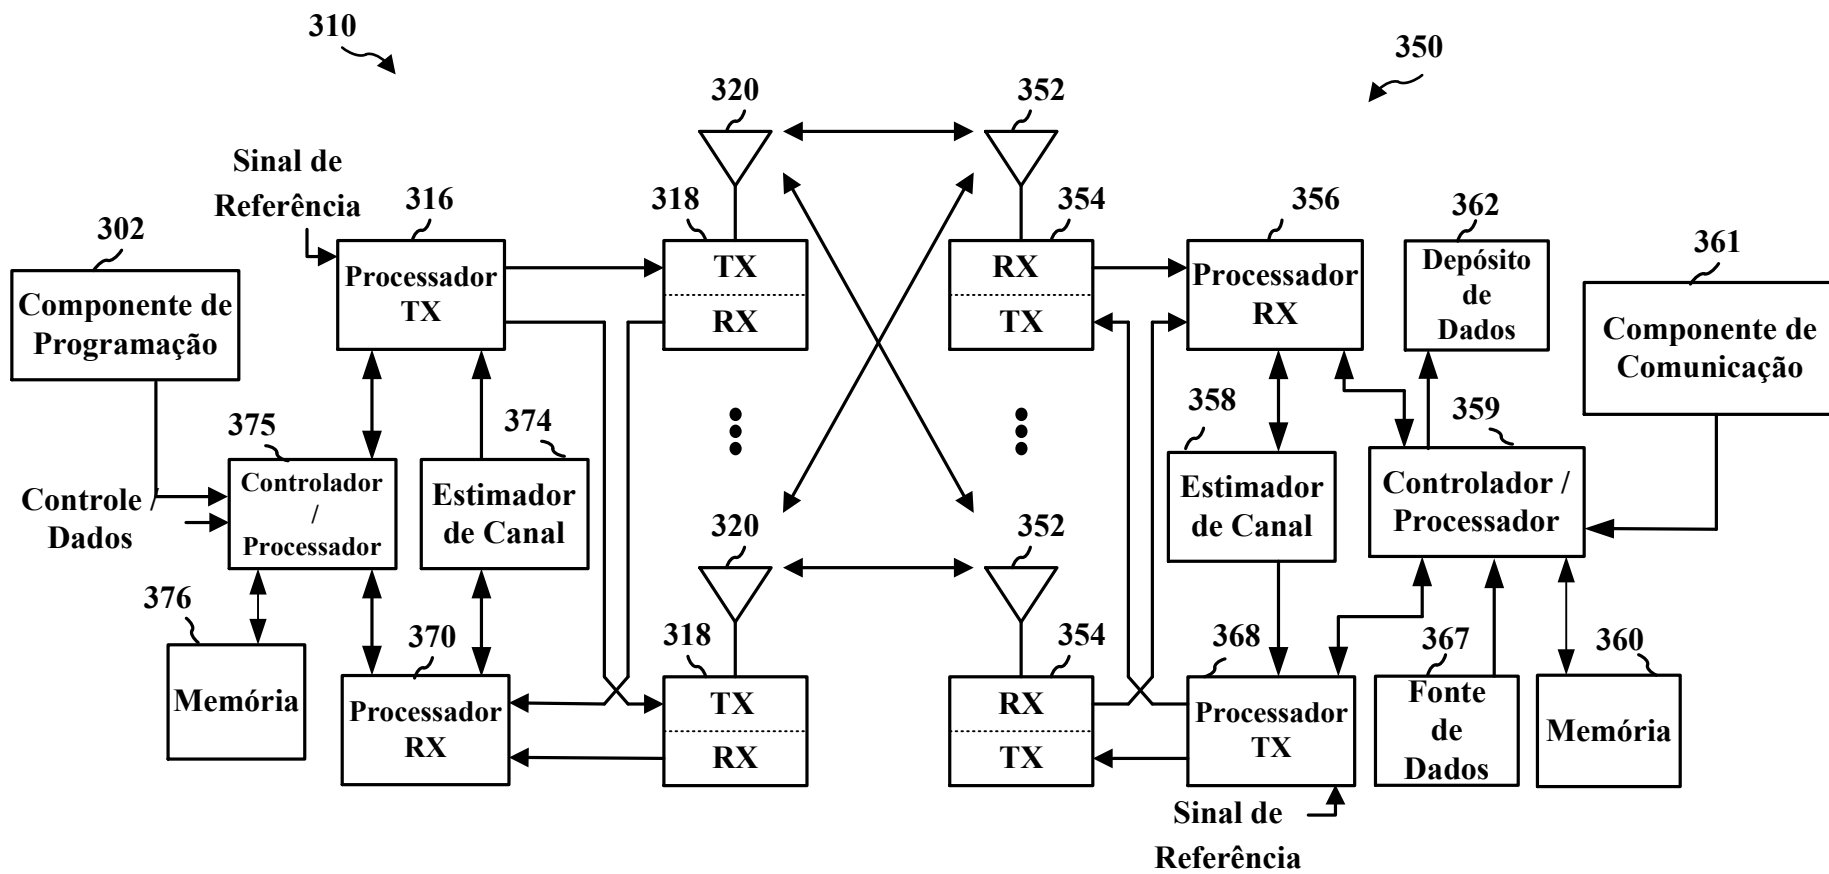 310
350
320
352
Sinal de
Referência
316
318
354
356
362
302
361
Componente de
Programação
Processador
TX
TX
RX
RX
TX
Processador
RX
Depósito
de
Dados
Componente de
Comunicação
375
374
358
359
Controle /
Dados
Controlador
/
Processador
Estimador
de Canal
Estimador
de Canal
Controlador /
Processador
320
352
376
370
318
354
368
367
360
Memória
Processador
RX
TX
RX
RX
TX
Processador
TX
Fonte
de
Dados
Memória
Sinal de
Referência